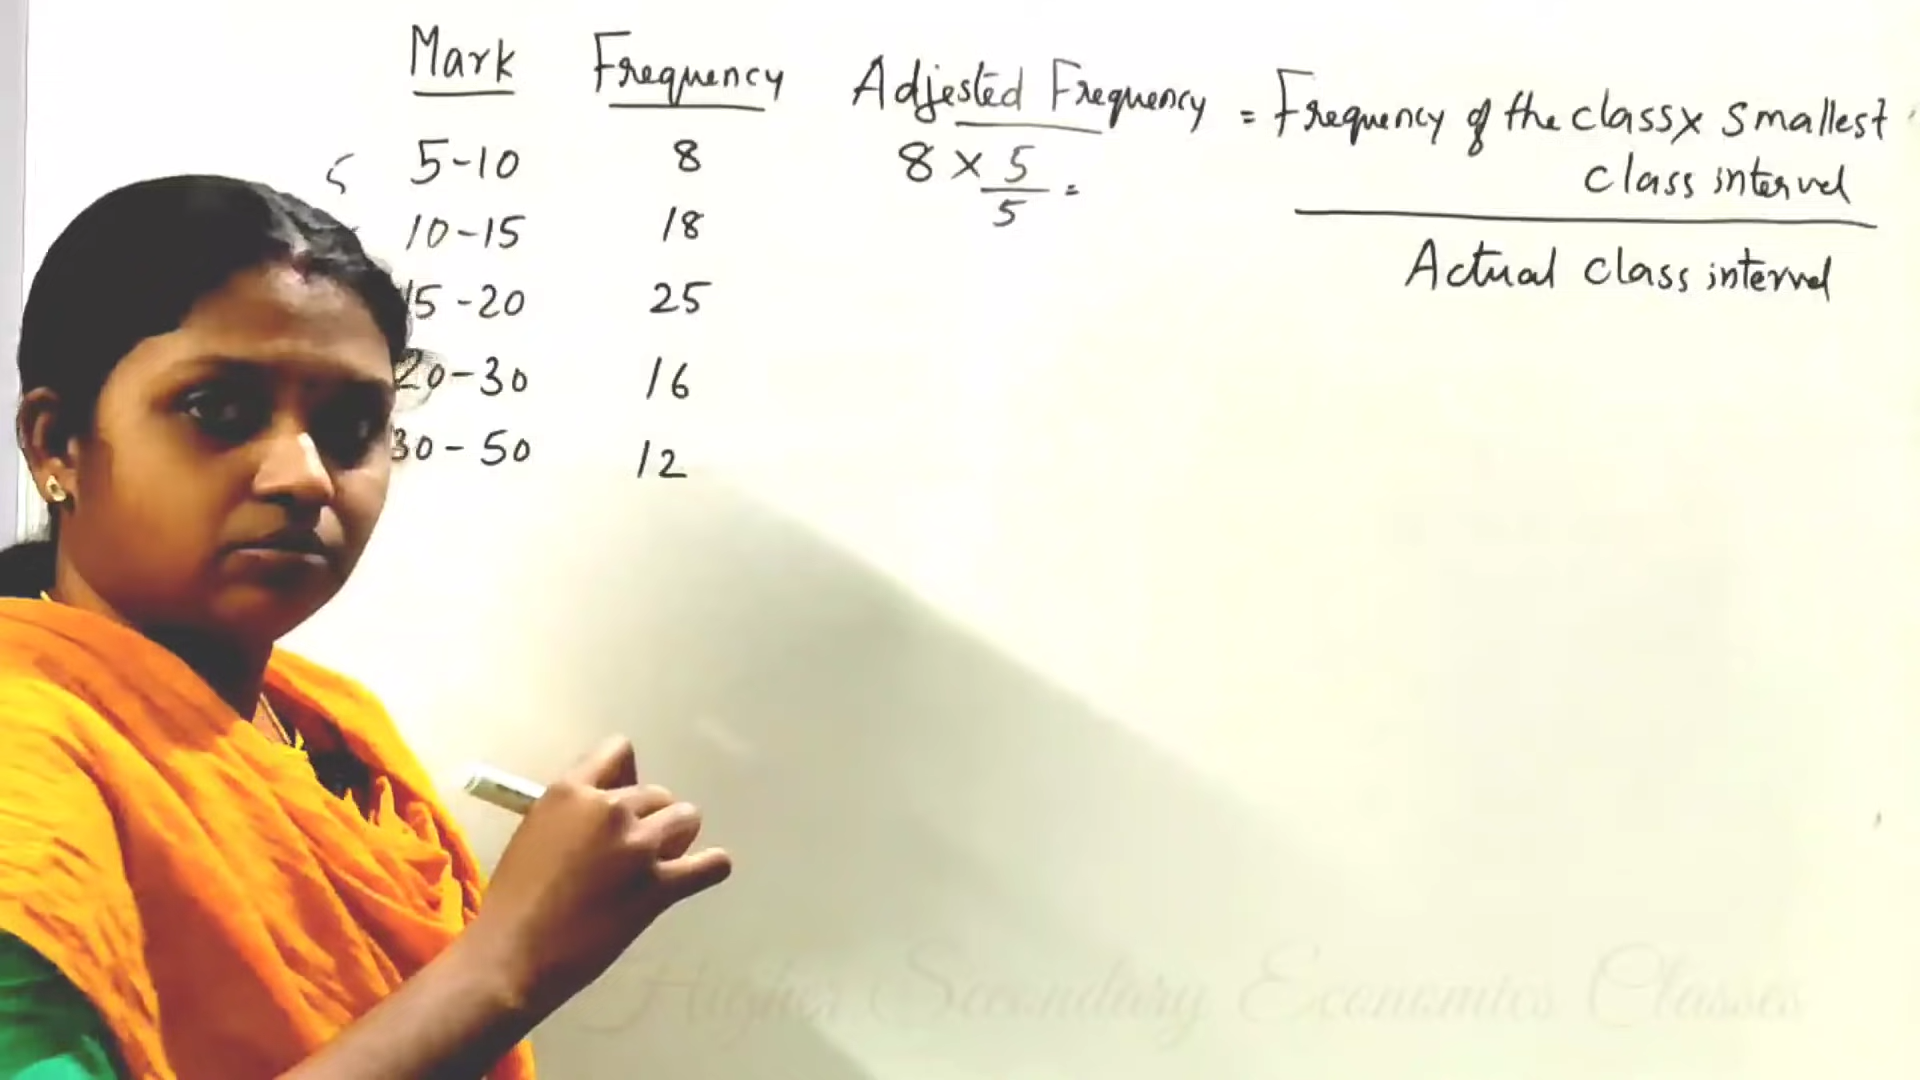 Mark Frequency Adjested Frequency = Frequency of the class x smallest
class interval
Actual class interval
5 5-10 8 8 × 5/5 =
10-15 18
15-20 25
20-30 16
30-50 12
Higher Secondary Economics Classes